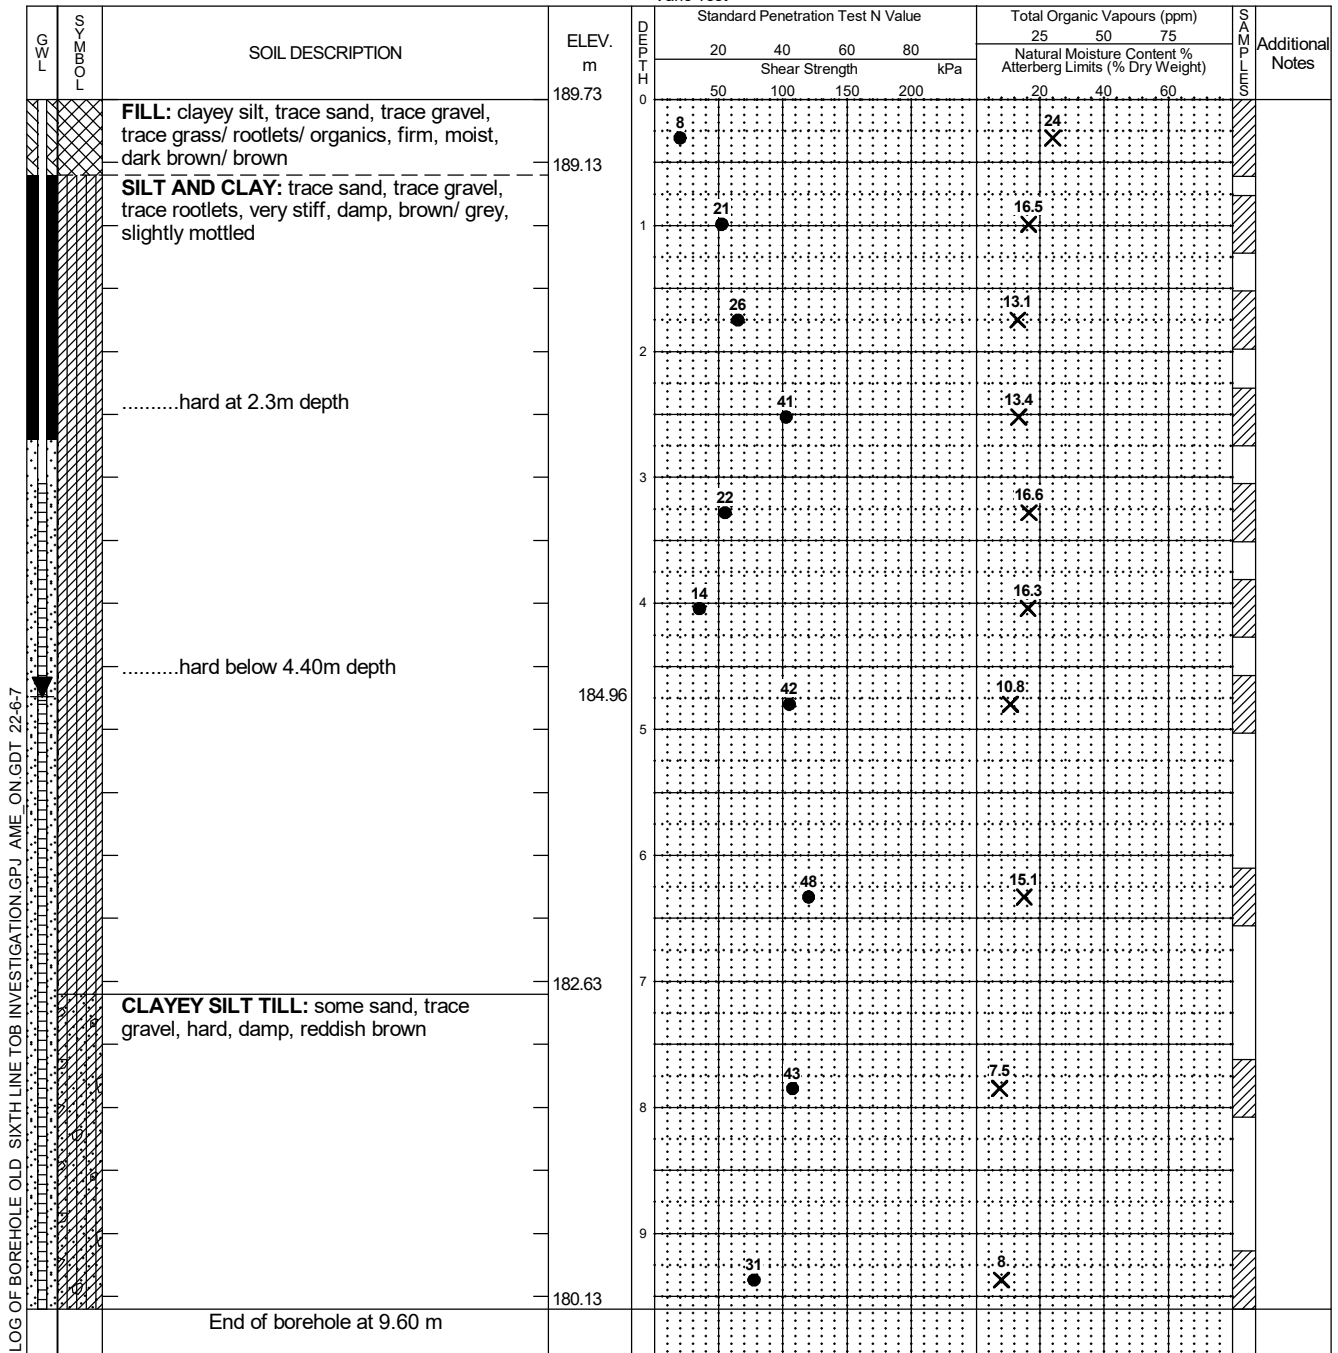 GWL
SYMBOL
SOIL DESCRIPTION
ELEV.
m
DEPTH
Standard Penetration Test N Value
20 40 60 80
Shear Strength kPa
50 100 150 200
Total Organic Vapours (ppm)
25 50 75
Natural Moisture Content %
Atterberg Limits (% Dry Weight)
20 40 60
SAMPLES
Additional
Notes
189.73
0
FILL: clayey silt, trace sand, trace gravel,
trace grass/ rootlets/ organics, firm, moist,
dark brown/ brown
8
24
189.13
SILT AND CLAY: trace sand, trace gravel,
trace rootlets, very stiff, damp, brown/ grey,
slightly mottled
21
16.5
1
26
13.1
2
..........hard at 2.3m depth
41
13.4
3
22
16.6
14
16.3
4
..........hard below 4.40m depth
184.96
42
10.8
5
6
48
15.1
7
182.63
CLAYEY SILT TILL: some sand, trace
gravel, hard, damp, reddish brown
43
7.5
8
9
31
8
180.13
End of borehole at 9.60 m
LOG OF BOREHOLE OLD SIXTH LINE TOB INVESTIGATION.GPJ AME_ON.GDT 22-6-7